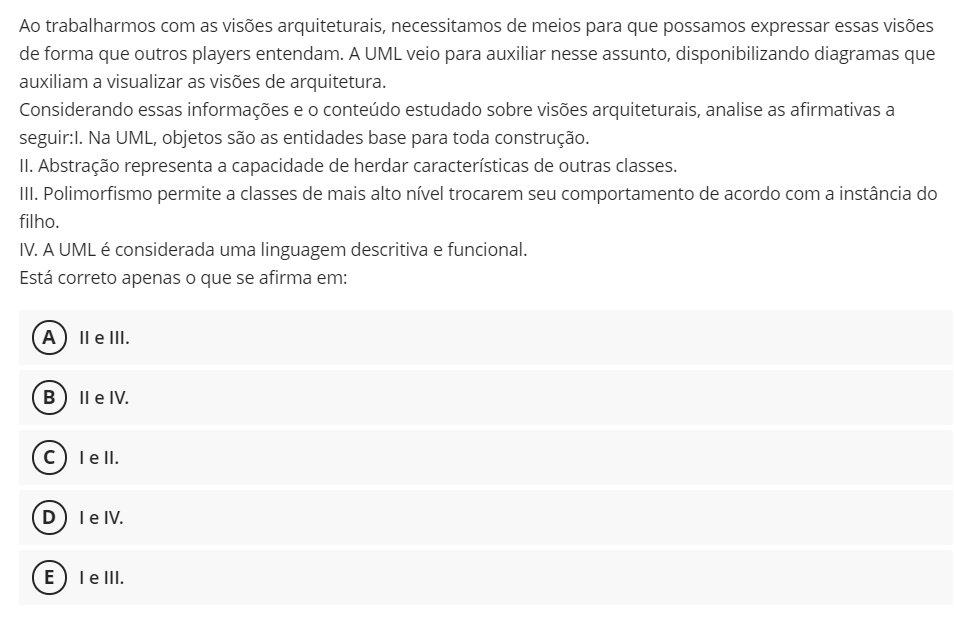 Ao trabalharmos com as visões arquiteturais, necessitamos de meios para que possamos expressar essas visões
de forma que outros players entendam. A UML veio para auxiliar nesse assunto, disponibilizando diagramas que
auxiliam a visualizar as visões de arquitetura.
Considerando essas informações e o conteúdo estudado sobre visões arquiteturais, analise as afirmativas a
seguir:I. Na UML, objetos são as entidades base para toda construção.
II. Abstração representa a capacidade de herdar características de outras classes.
III. Polimorfismo permite a classes de mais alto nível trocarem seu comportamento de acordo com a instância do
filho.
IV. A UML é considerada uma linguagem descritiva e funcional.
Está correto apenas o que se afirma em:
A II e III.
B II e IV.
C I e II.
D I e IV.
E I e III.